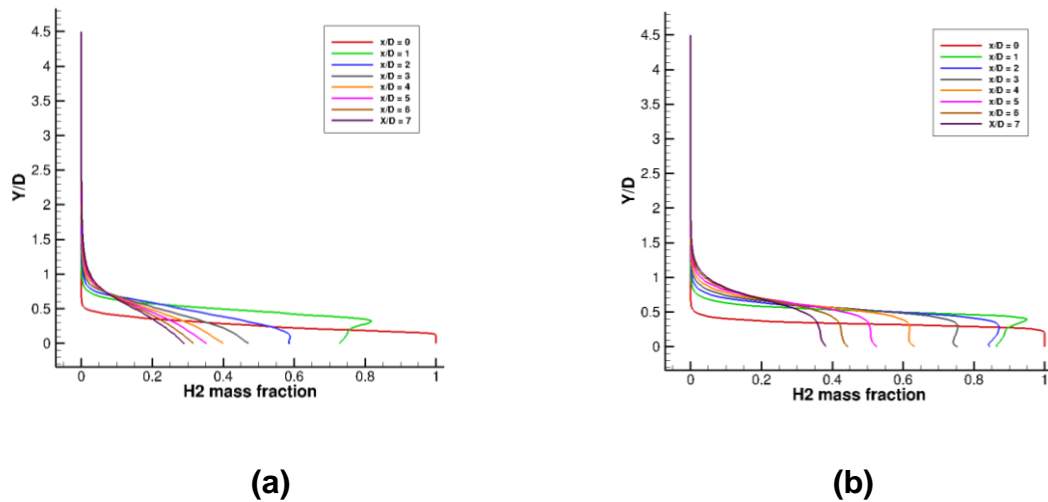 4.5
4
3.5
3
2.5
2
1.5
1
0.5
0
Y/D
0
0.2
0.4
0.6
0.8
1
H2 mass fraction
x/D = 0
x/D = 1
x/D = 2
x/D = 3
x/D = 4
x/D = 5
x/D = 6
X/D = 7
(a)
4.5
4
3.5
3
2.5
2
1.5
1
0.5
0
Y/D
0
0.2
0.4
0.6
0.8
1
H2 mass fraction
x/D = 0
x/D = 1
x/D = 2
x/D = 3
x/D = 4
x/D = 5
x/D = 6
X/D = 7
(b)